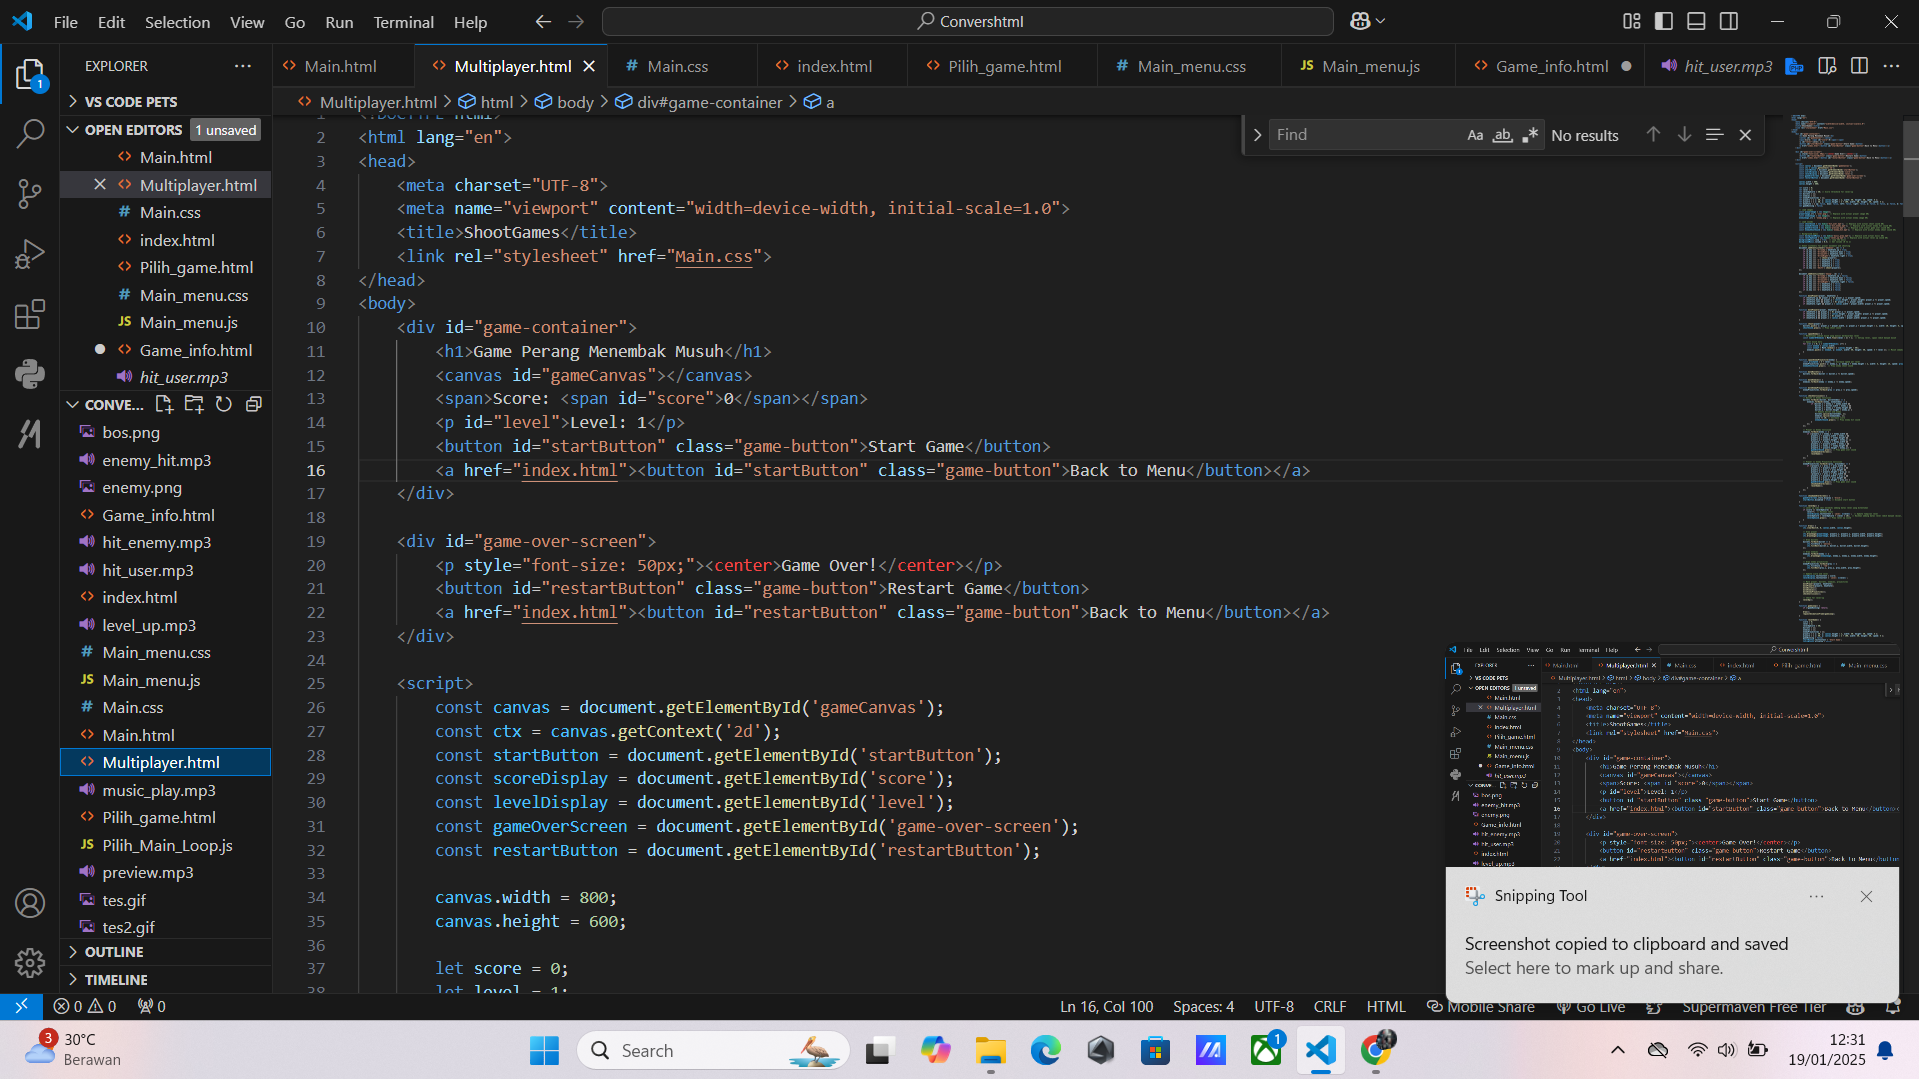 File Edit Selection View Go Run Terminal Help
Convershtml
EXPLORER
Main.html Multiplayer.html Main.css index.html Pilih_game.html Main_menu.css Main_menu.js Game_info.html hit_user.mp3
Multiplayer.html > html > body > div#game-container > a
VS CODE PETS
OPEN EDITORS 1 unsaved
Main.html
Multiplayer.html
Main.css
index.html
Pilih_game.html
Main_menu.css
Main_menu.js
Game_info.html
hit_user.mp3
CONVE...
bos.png
enemy_hit.mp3
enemy.png
Game_info.html
hit_enemy.mp3
hit_user.mp3
index.html
level_up.mp3
Main_menu.css
Main_menu.js
Main.css
Main.html
Multiplayer.html
music_play.mp3
Pilih_game.html
Pilih_Main_Loop.js
preview.mp3
tes.gif
tes2.gif
OUTLINE
TIMELINE
Find Aa ab No results
1 <!DOCTYPE html>
2 <html lang="en">
3 <head>
4 <meta charset="UTF-8">
5 <meta name="viewport" content="width=device-width, initial-scale=1.0">
6 <title>ShootGames</title>
7 <link rel="stylesheet" href="Main.css">
8 </head>
9 <body>
10 <div id="game-container">
11 <h1>Game Perang Menembak Musuh</h1>
12 <canvas id="gameCanvas"></canvas>
13 <span>Score: <span id="score">0</span></span>
14 <p id="level">Level: 1</p>
15 <button id="startButton" class="game-button">Start Game</button>
16 <a href="index.html"><button id="startButton" class="game-button">Back to Menu</button></a>
17 </div>
18
19 <div id="game-over-screen">
20 <p style="font-size: 50px;"><center>Game Over!</center></p>
21 <button id="restartButton" class="game-button">Restart Game</button>
22 <a href="index.html"><button id="restartButton" class="game-button">Back to Menu</button></a>
23 </div>
24
25 <script>
26 const canvas = document.getElementById('gameCanvas');
27 const ctx = canvas.getContext('2d');
28 const startButton = document.getElementById('startButton');
29 const scoreDisplay = document.getElementById('score');
30 const levelDisplay = document.getElementById('level');
31 const gameOverScreen = document.getElementById('game-over-screen');
32 const restartButton = document.getElementById('restartButton');
33
34 canvas.width = 800;
35 canvas.height = 600;
36
37 let score = 0;
38 let level = 1;
Snipping Tool
Screenshot copied to clipboard and saved
Select here to mark up and share.
0 0 0 Ln 16, Col 100 Spaces: 4 UTF-8 CRLF HTML Mobile Share Go Live Supermaven Free Tier
3 30°C
Berawan
Search
1
12:31
19/01/2025